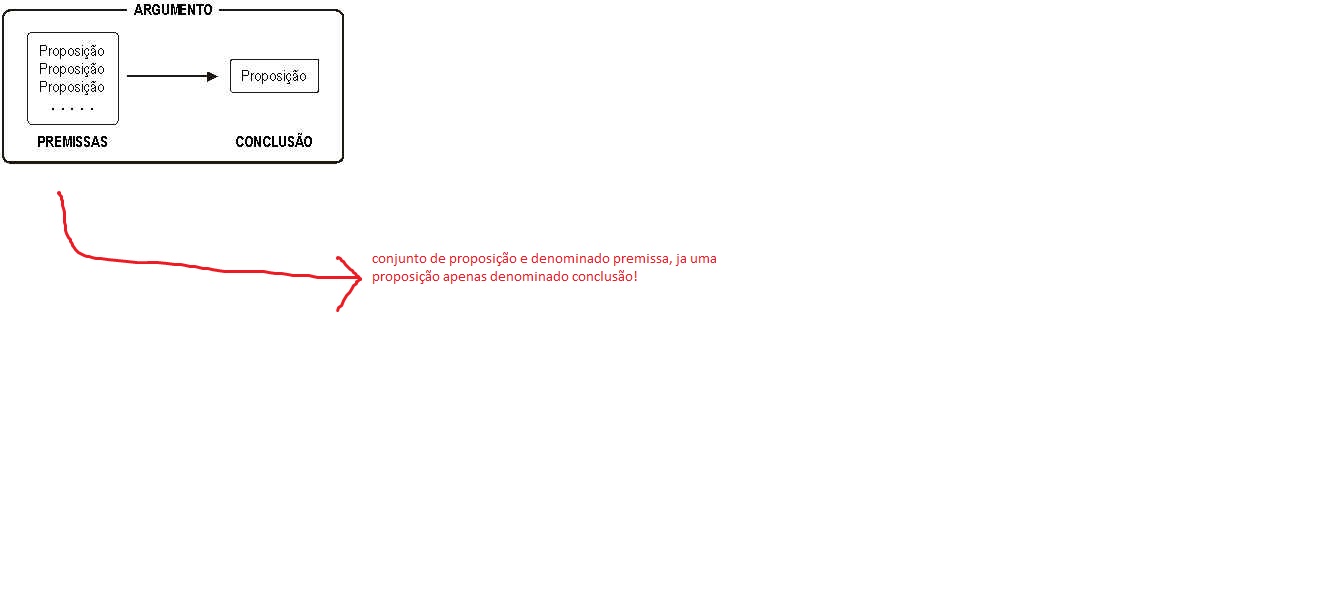 ARGUMENTO
Proposição
Proposição
Proposição
. . . . .
Proposição
PREMISSAS
CONCLUSÃO
conjunto de proposição e denominado premissa, ja uma
proposição apenas denominado conclusão!